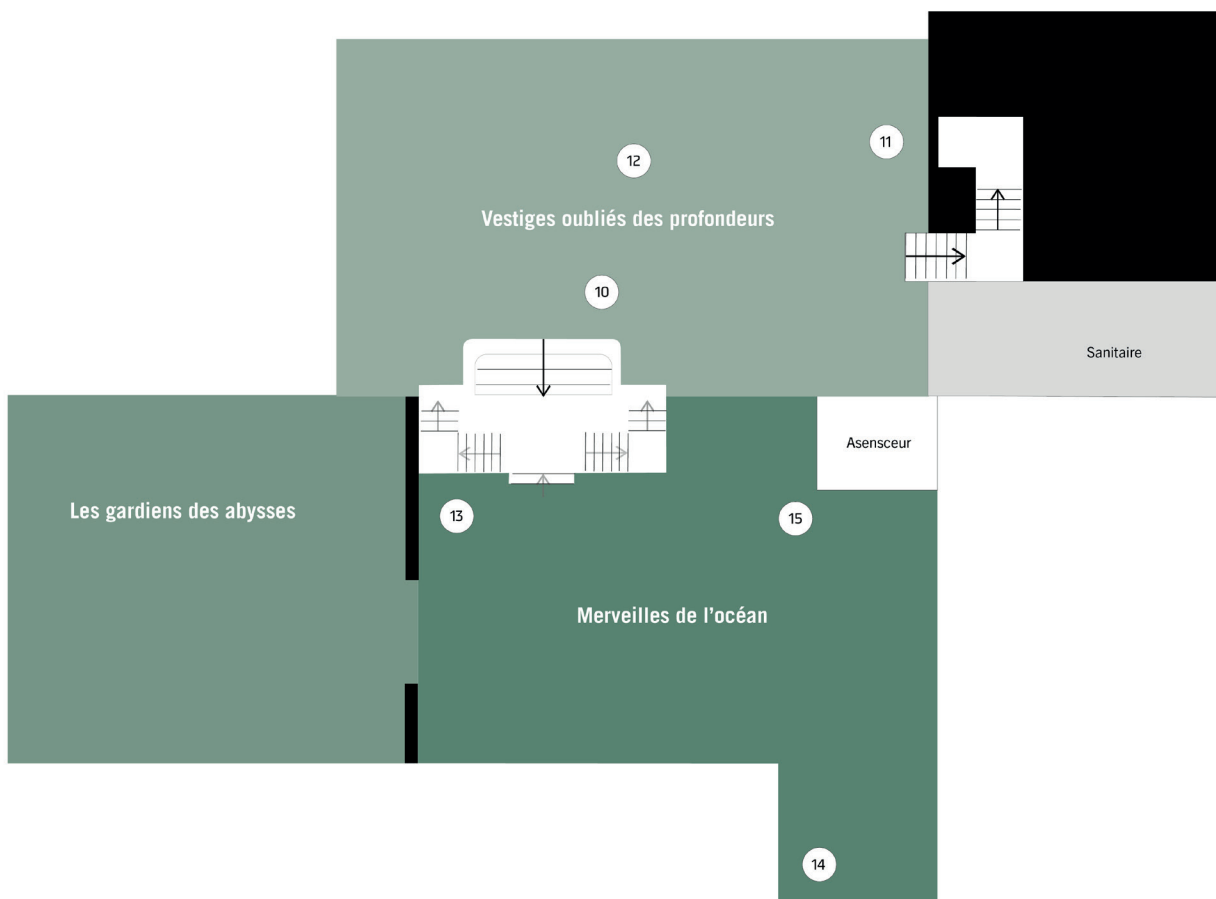 11
12
Vestiges oubliés des profondeurs
10
Sanitaire
Asensceur
Les gardiens des abysses
13
15
Merveilles de l'océan
14